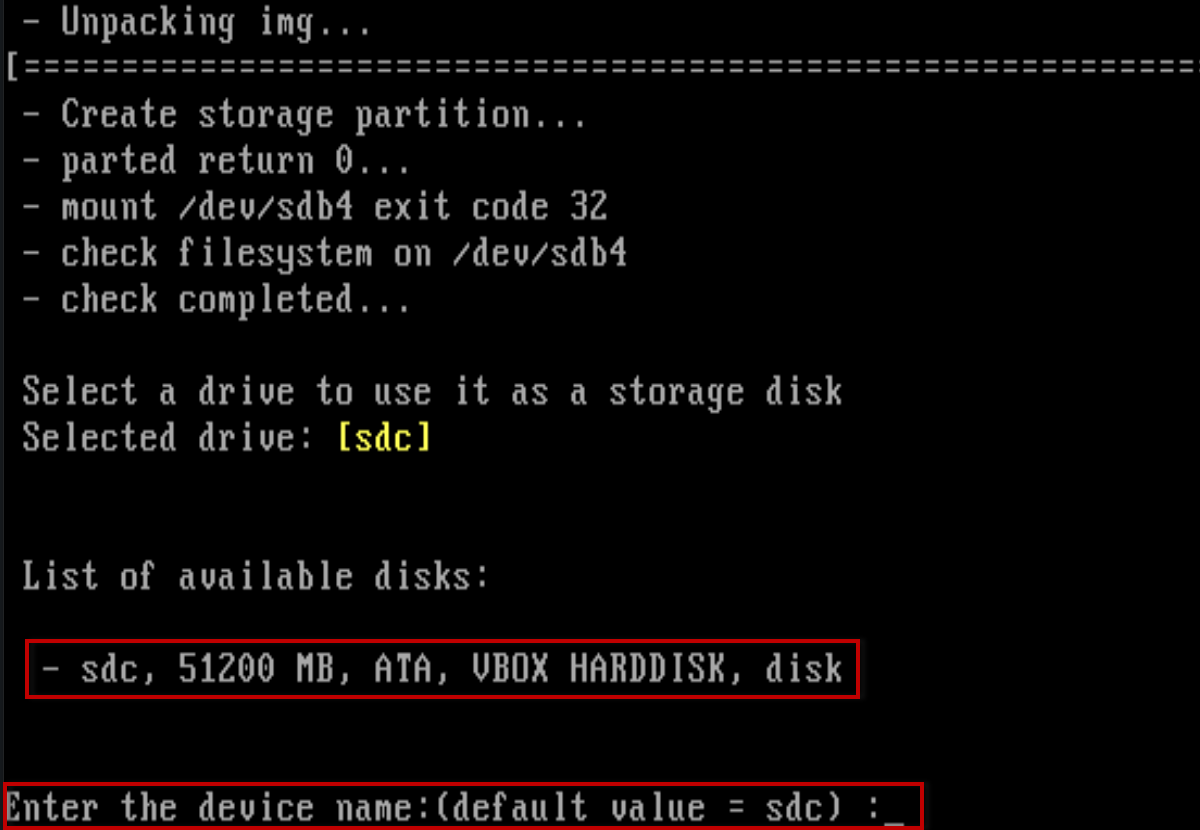 - Unpacking img...
[============================================================
- Create storage partition...
- parted return 0...
- mount /dev/sdb4 exit code 32
- check filesystem on /dev/sdb4
- check completed...
Select a drive to use it as a storage disk
Selected drive: [sdc]
List of available disks:
- sdc, 51200 MB, ATA, VBOX HARDDISK, disk
Enter the device name:(default value = sdc) :_